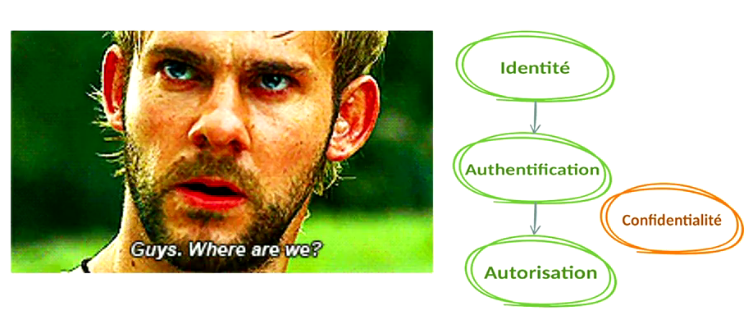 Guys. Where are we?
Identité
Authentification
Confidentialité
Autorisation